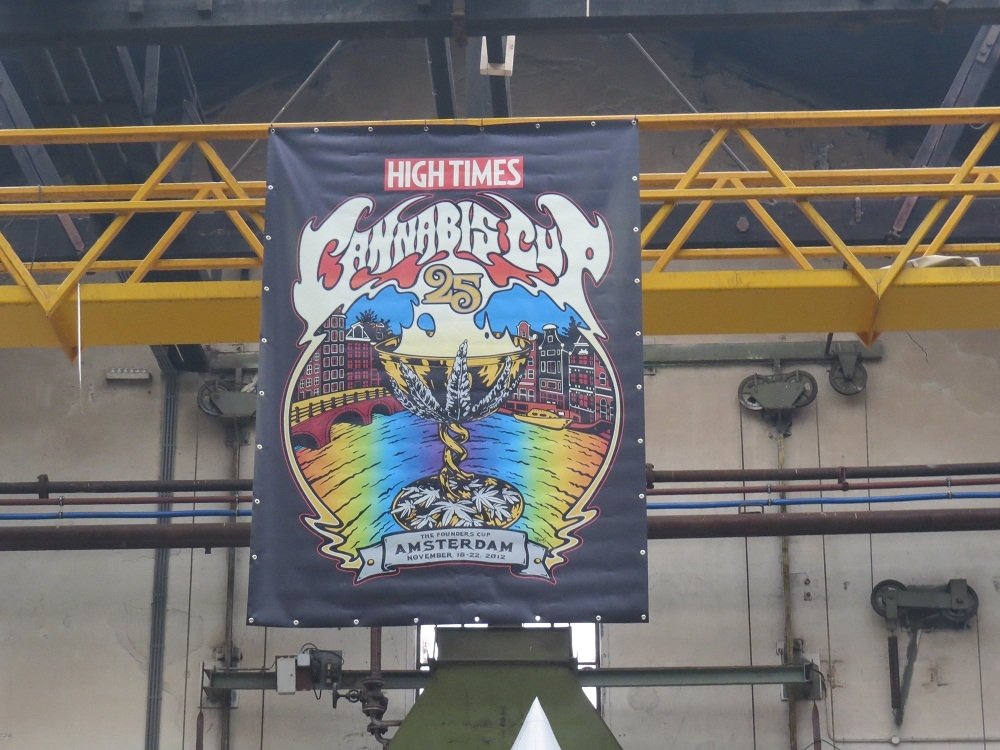 HIGH TIMES
CANNABIS CUP
25
THE FOUNDERS CUP
AMSTERDAM
NOVEMBER 18-22, 2012